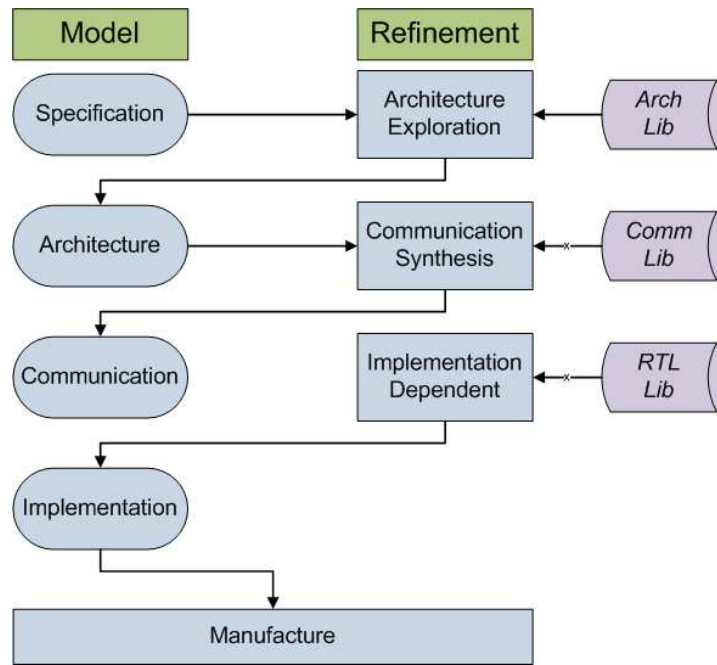 Model
Refinement
Specification
Architecture
Exploration
Arch
Lib
Architecture
Communication
Synthesis
x
Comm
Lib
Communication
Implementation
Dependent
x
RTL
Lib
Implementation
Manufacture